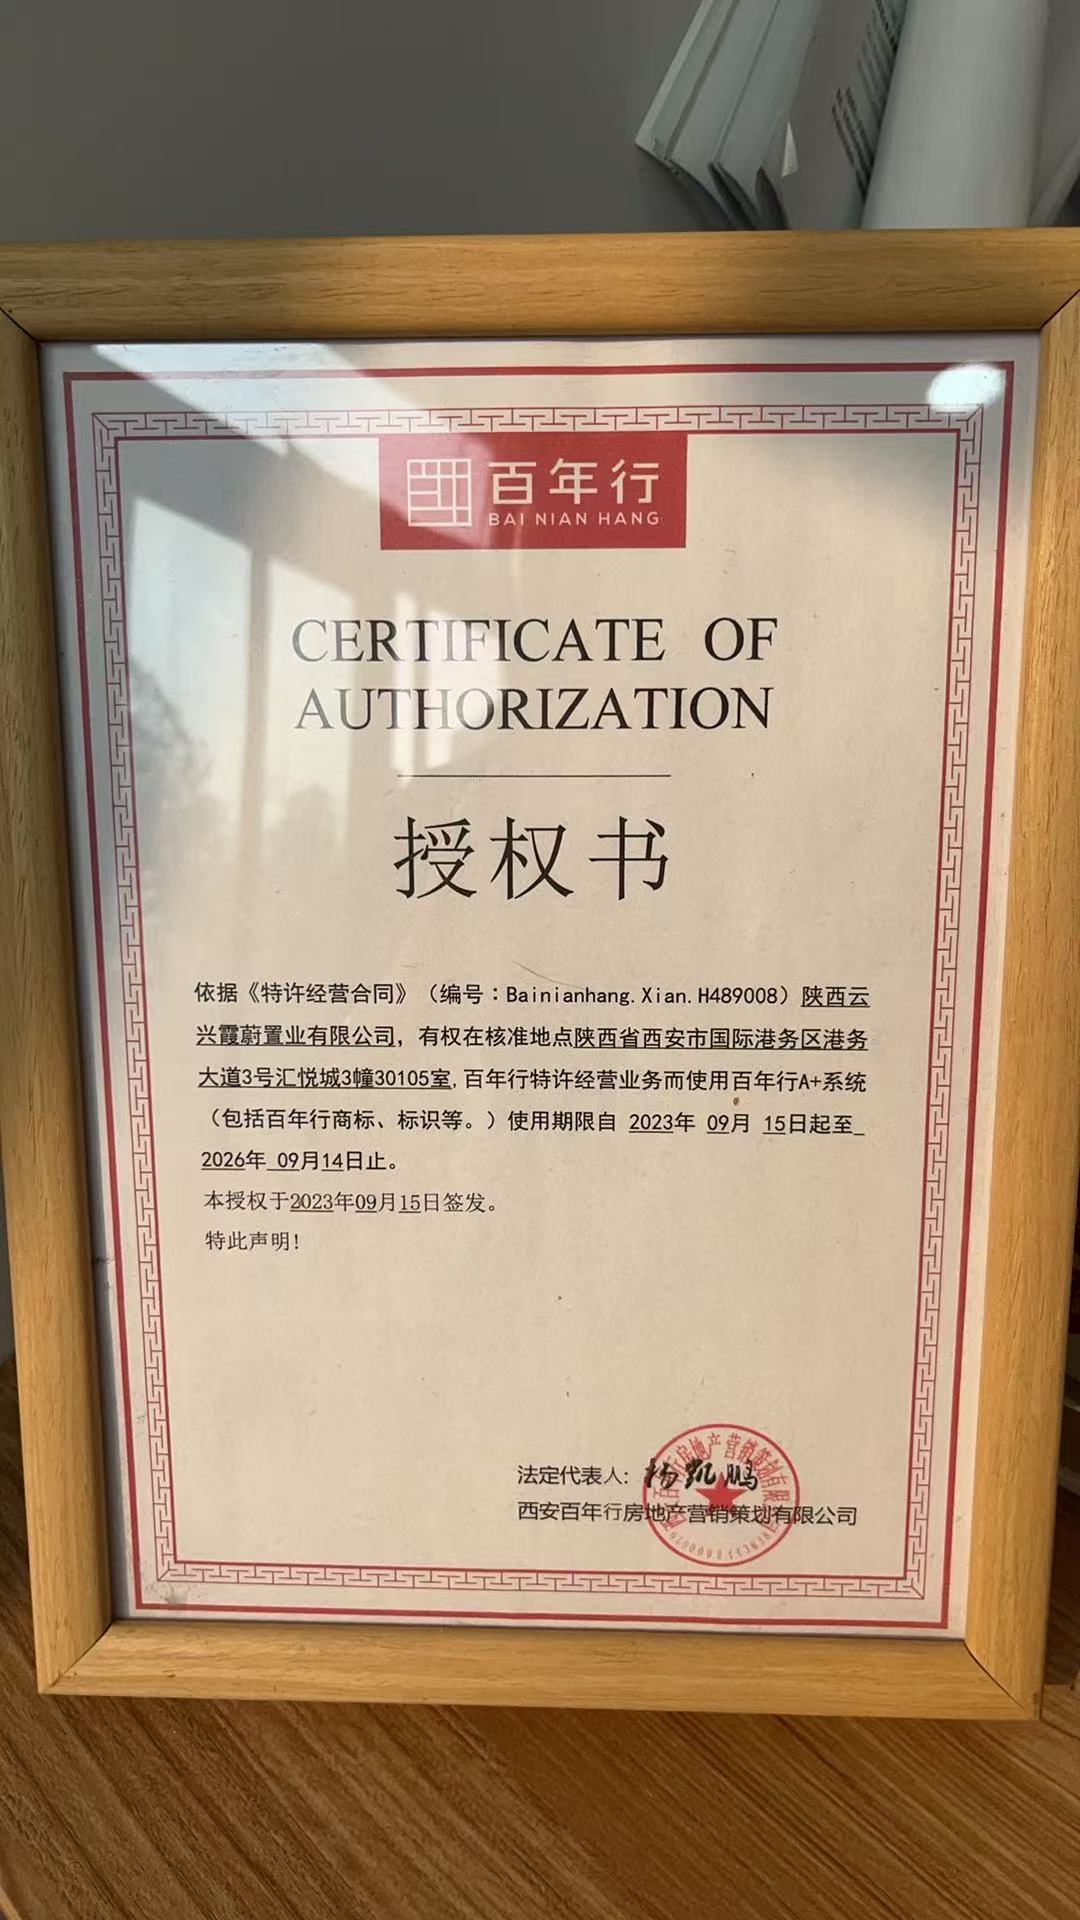 百年行
BAI NIAN HANG
CERTIFICATE OF
AUTHORIZATION
授权书
依据《特许经营合同》（编号：Bainianhang.Xian.H489008）陕西云
兴霞蔚置业有限公司，有权在核准地点陕西省西安市国际港务区港务
大道3号汇悦城3幢30105室,百年行特许经营业务而使用百年行A+系统
（包括百年行商标、标识等。）使用期限自 2023年 09月 15日起至_
2026年 09月14日止。
本授权于2023年09月15日签发。
特此声明！
法定代表人：杨凯鹏
西安百年行房地产营销策划有限公司